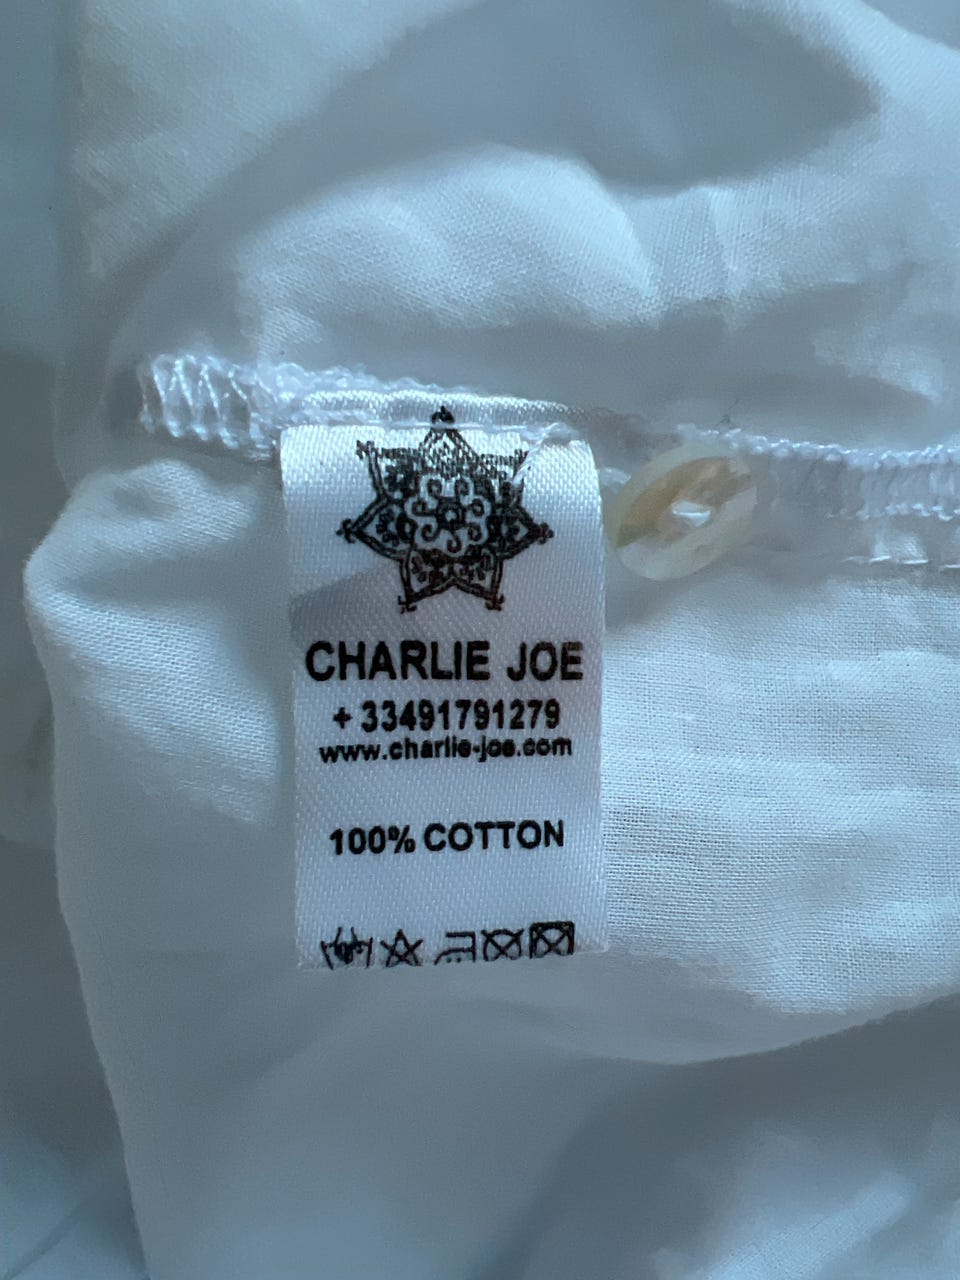 CHARLIE JOE
+ 33491791279
www.charlie-joe.com
100% COTTON